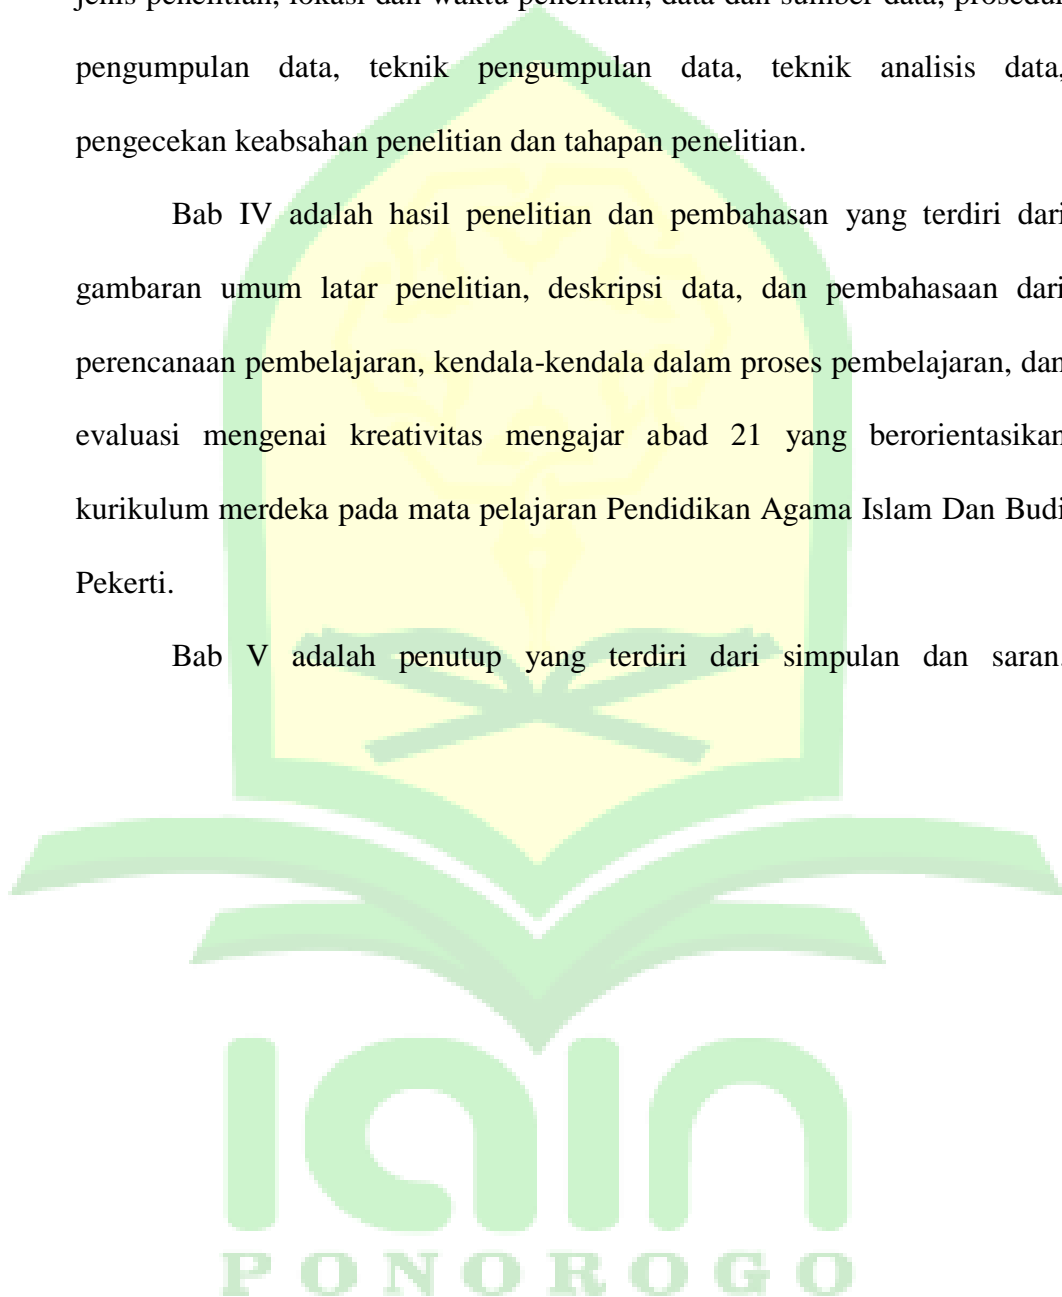 jenis penelitian, lokasi dan waktu penelitian, data dan sumber data, prosedur
pengumpulan data, teknik pengumpulan data, teknik analisis data,
pengecekan keabsahan penelitian dan tahapan penelitian.
Bab IV adalah hasil penelitian dan pembahasan yang terdiri dari
gambaran umum latar penelitian, deskripsi data, dan pembahasaan dari
perencanaan pembelajaran, kendala-kendala dalam proses pembelajaran, dan
evaluasi mengenai kreativitas mengajar abad 21 yang berorientasikan
kurikulum merdeka pada mata pelajaran Pendidikan Agama Islam Dan Budi
Pekerti.
Bab V adalah penutup yang terdiri dari simpulan dan saran.
IAIN
PONOROGO